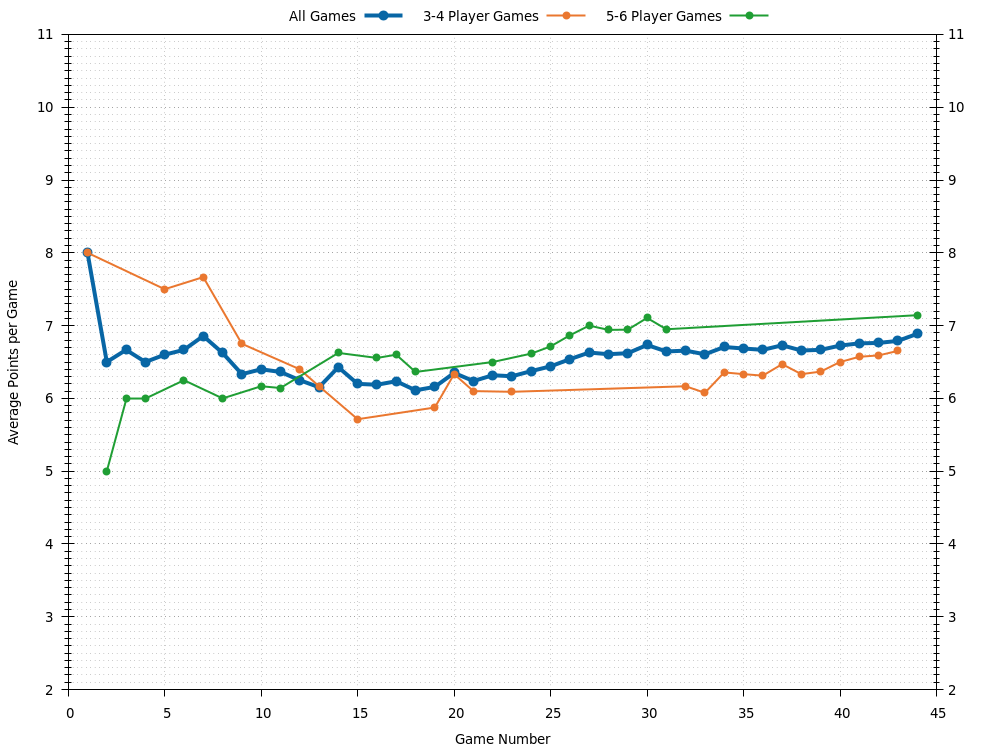 All Games 3-4 Player Games 5-6 Player Games
11 11
10 10
9 9
8 8
7 7
6 6
5 5
4 4
3 3
2 2
Average Points per Game
0 5 10 15 20 25 30 35 40 45
Game Number